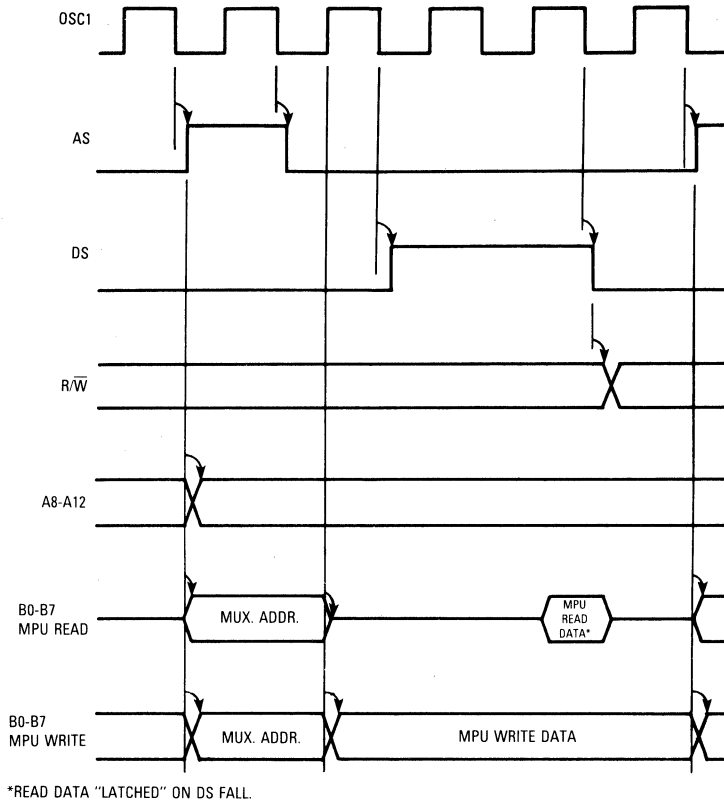 OSC1
AS
DS
R/W̅
A8-A12
B0-B7
MPU READ
MUX. ADDR.
MPU
READ
DATA*
B0-B7
MPU WRITE
MUX. ADDR.
MPU WRITE DATA
*READ DATA "LATCHED" ON DS FALL.